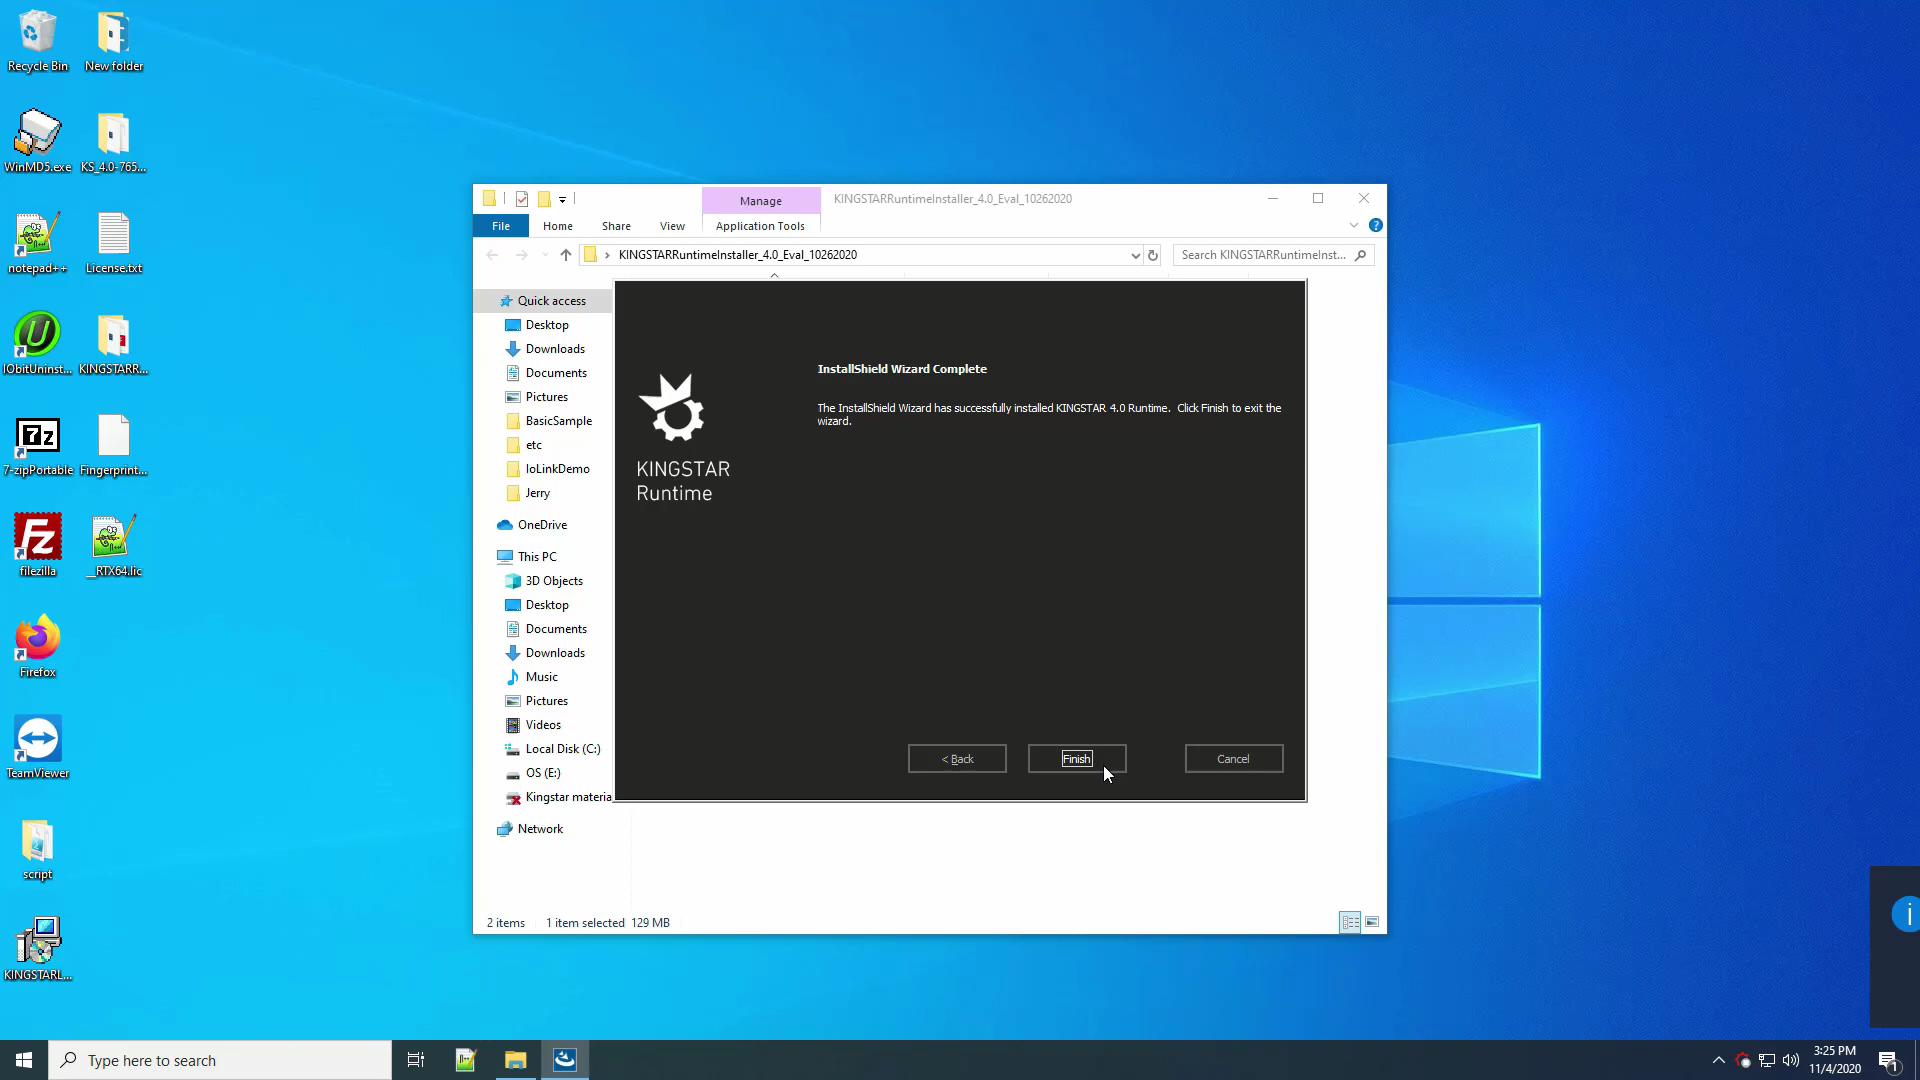 Recycle Bin
New folder
WinMD5.exe
KS_4.0-765...
notepad++
License.txt
IObitUninst...
KINGSTARR...
7-zipPortable
Fingerprint...
filezilla
__RTX64.lic
Firefox
TeamViewer
script
KINGSTARL...
Manage
KINGSTARRuntimeInstaller_4.0_Eval_10262020
File
Home
Share
View
Application Tools
KINGSTARRuntimeInstaller_4.0_Eval_10262020
Search KINGSTARRuntimeInst...
Quick access
Desktop
Downloads
Documents
Pictures
BasicSample
etc
IoLinkDemo
Jerry
OneDrive
This PC
3D Objects
Desktop
Documents
Downloads
Music
Pictures
Videos
Local Disk (C:)
OS (E:)
Kingstar materia
Network
KINGSTAR
Runtime
InstallShield Wizard Complete
The InstallShield Wizard has successfully installed KINGSTAR 4.0 Runtime. Click Finish to exit the
wizard.
< Back
Finish
Cancel
2 items
1 item selected 129 MB
Type here to search
3:25 PM
11/4/2020
1